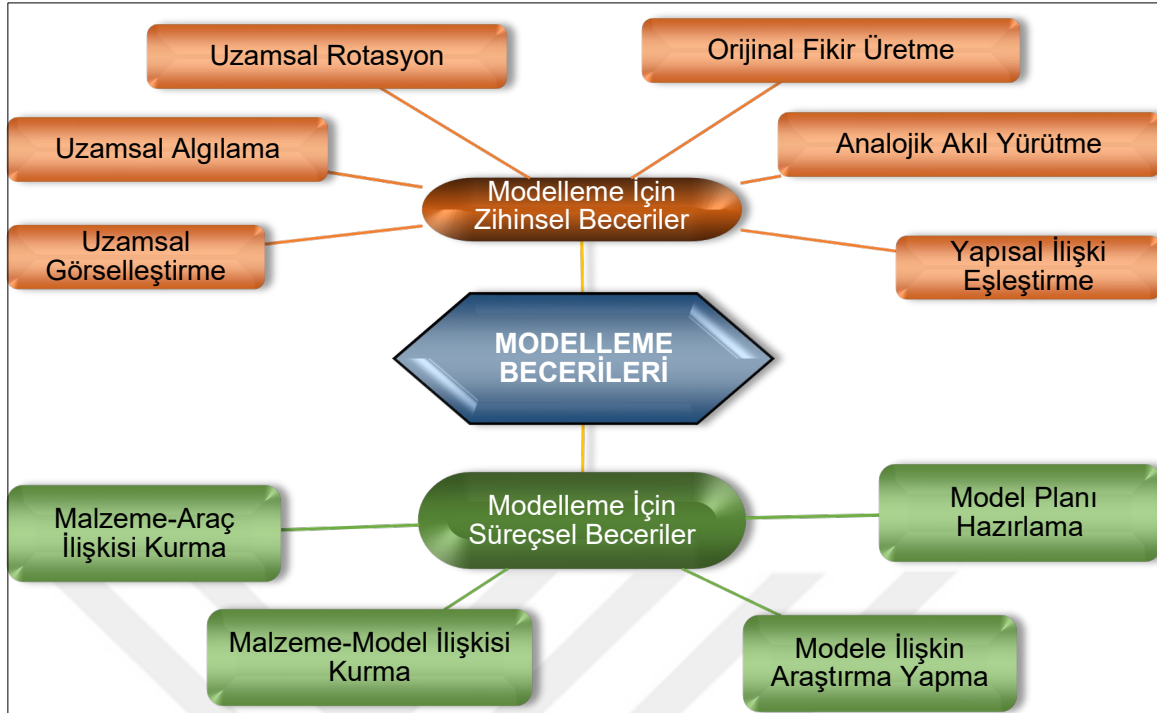 Uzamsal Rotasyon
Orijinal Fikir Üretme
Uzamsal Algılama
Analojik Akıl Yürütme
Modelleme İçin
Zihinsel Beceriler
Uzamsal
Görselleştirme
Yapısal İlişki
Eşleştirme
MODELLEME
BECERİLERİ
Malzeme-Araç
İlişkisi Kurma
Modelleme İçin
Süreçsel Beceriler
Model Planı
Hazırlama
Malzeme-Model İlişkisi
Kurma
Modele İlişkin
Araştırma Yapma